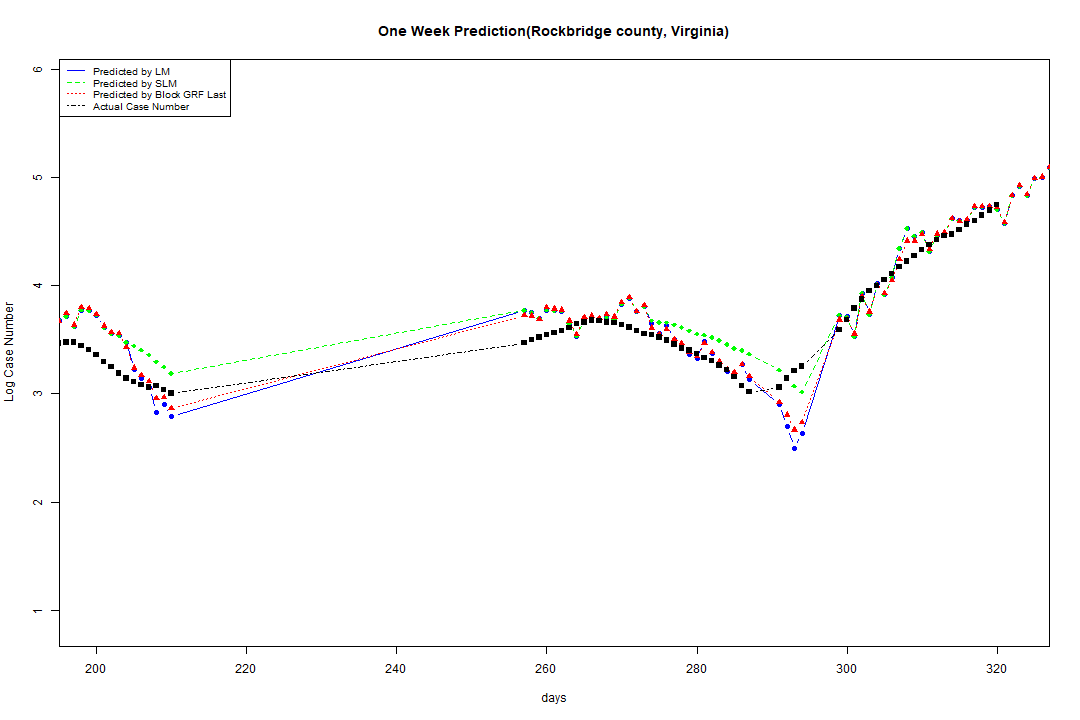 One Week Prediction(Rockbridge county, Virginia)
Predicted by LM
Predicted by SLM
Predicted by Block GRF Last
Actual Case Number
6
5
4
3
2
1
Log Case Number
200 220 240 260 280 300 320
days